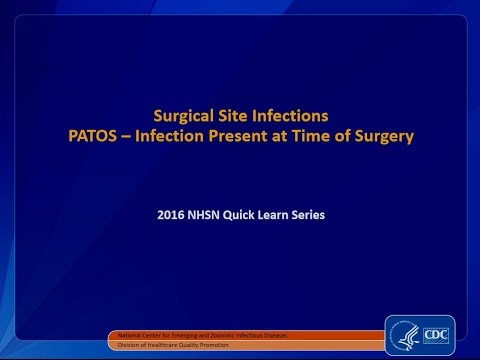 Surgical Site Infections
PATOS – Infection Present at Time of Surgery
2016 NHSN Quick Learn Series
National Center for Emerging and Zoonotic Infectious Diseases
Division of Healthcare Quality Promotion
CDC